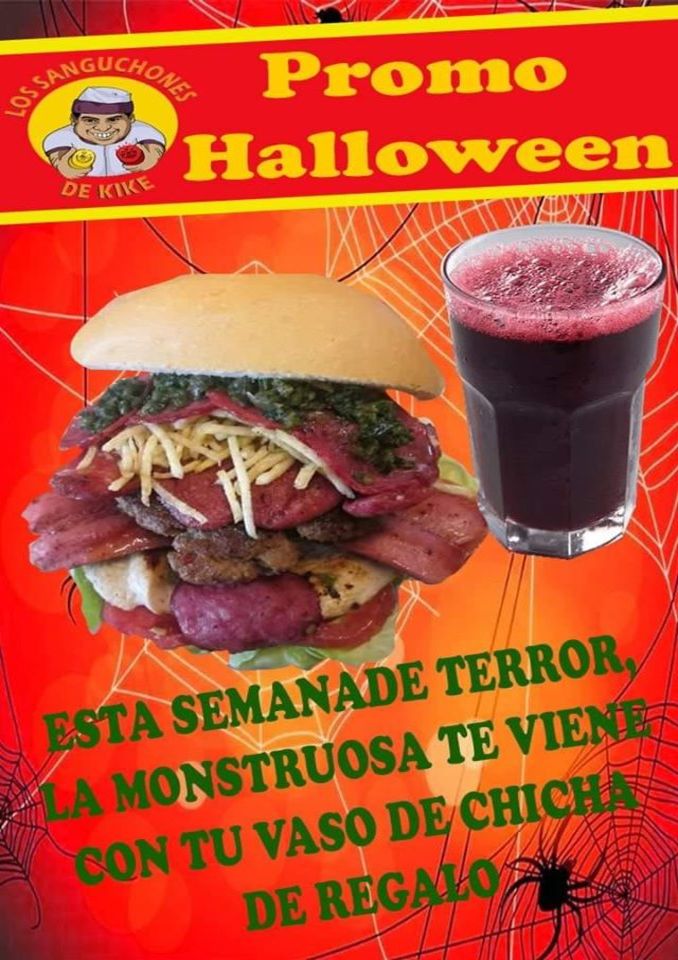 LOS SANGUCHONES
DE KIKE
Promo
Halloween
ESTA SEMANADE TERROR,
LA MONSTRUOSA TE VIENE
CON TU VASO DE CHICHA
DE REGALO